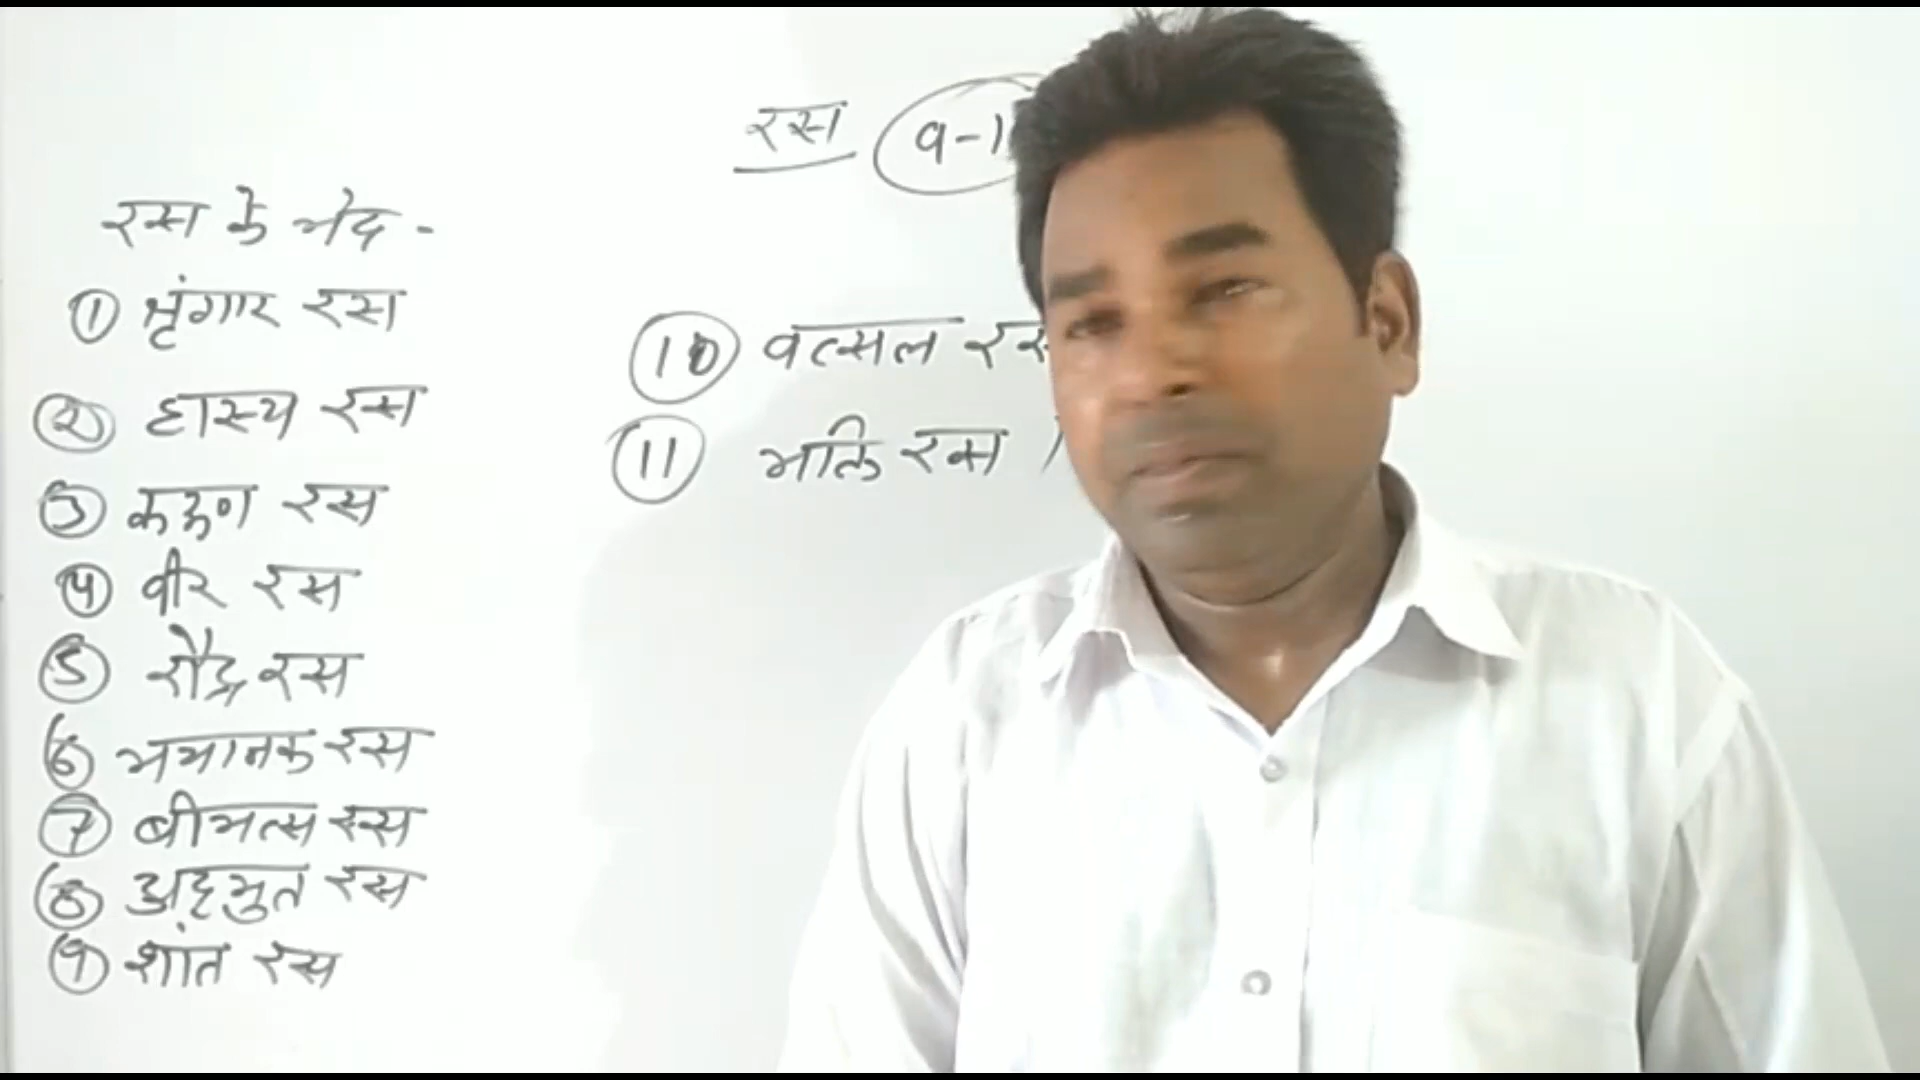 रस 9-1
रस के भेद -
① श्रृंगार रस
② हास्य रस
③ करुण रस
④ वीर रस
⑤ रौद्र रस
⑥ भयानक रस
⑦ बीभत्स रस
⑧ अद्भुत रस
⑨ शांत रस
⑩ वत्सल रस
⑪ भक्ति रस ।